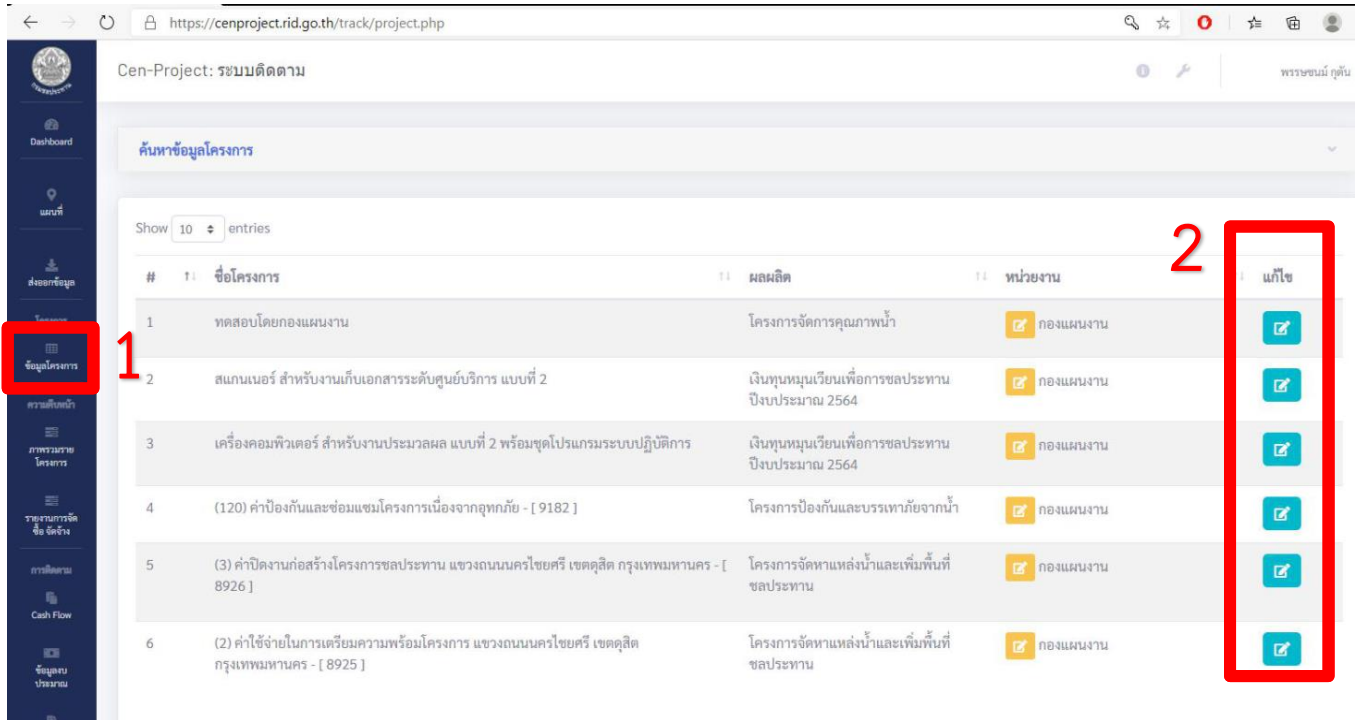 https://cenproject.rid.go.th/track/project.php
Cen-Project: ระบบติดตาม
พรรษชนม์ กูตัน
Dashboard
แผนที่
ส่งออกข้อมูล
โครงการ
ข้อมูลโครงการ
ความคืบหน้า
ภาพรวมราย
โครงการ
รายงานการจัด
ซื้อ จัดจ้าง
การติดตาม
Cash Flow
ข้อมูลงบ
ประมาณ
1
ค้นหาข้อมูลโครงการ
Show 10 entries
2
# ชื่อโครงการ ผลผลิต หน่วยงาน แก้ไข
1 ทดสอบโดยกองแผนงาน โครงการจัดการคุณภาพน้ำ กองแผนงาน
2 สแกนเนอร์ สำหรับงานเก็บเอกสารระดับศูนย์บริการ แบบที่ 2 เงินทุนหมุนเวียนเพื่อการชลประทาน กองแผนงาน
ปีงบประมาณ 2564
3 เครื่องคอมพิวเตอร์ สำหรับงานประมวลผล แบบที่ 2 พร้อมชุดโปรแกรมระบบปฏิบัติการ เงินทุนหมุนเวียนเพื่อการชลประทาน กองแผนงาน
ปีงบประมาณ 2564
4 (120) ค่าป้องกันและซ่อมแซมโครงการเนื่องจากอุทกภัย - [ 9182 ] โครงการป้องกันและบรรเทาภัยจากน้ำ กองแผนงาน
5 (3) ค่าปิดงานก่อสร้างโครงการชลประทาน แขวงถนนนครไชยศรี เขตดุสิต กรุงเทพมหานคร - [ โครงการจัดหาแหล่งน้ำและเพิ่มพื้นที่ กองแผนงาน
8926 ] ชลประทาน
6 (2) ค่าใช้จ่ายในการเตรียมความพร้อมโครงการ แขวงถนนนครไชยศรี เขตดุสิต โครงการจัดหาแหล่งน้ำและเพิ่มพื้นที่ กองแผนงาน
กรุงเทพมหานคร - [ 8925 ] ชลประทาน